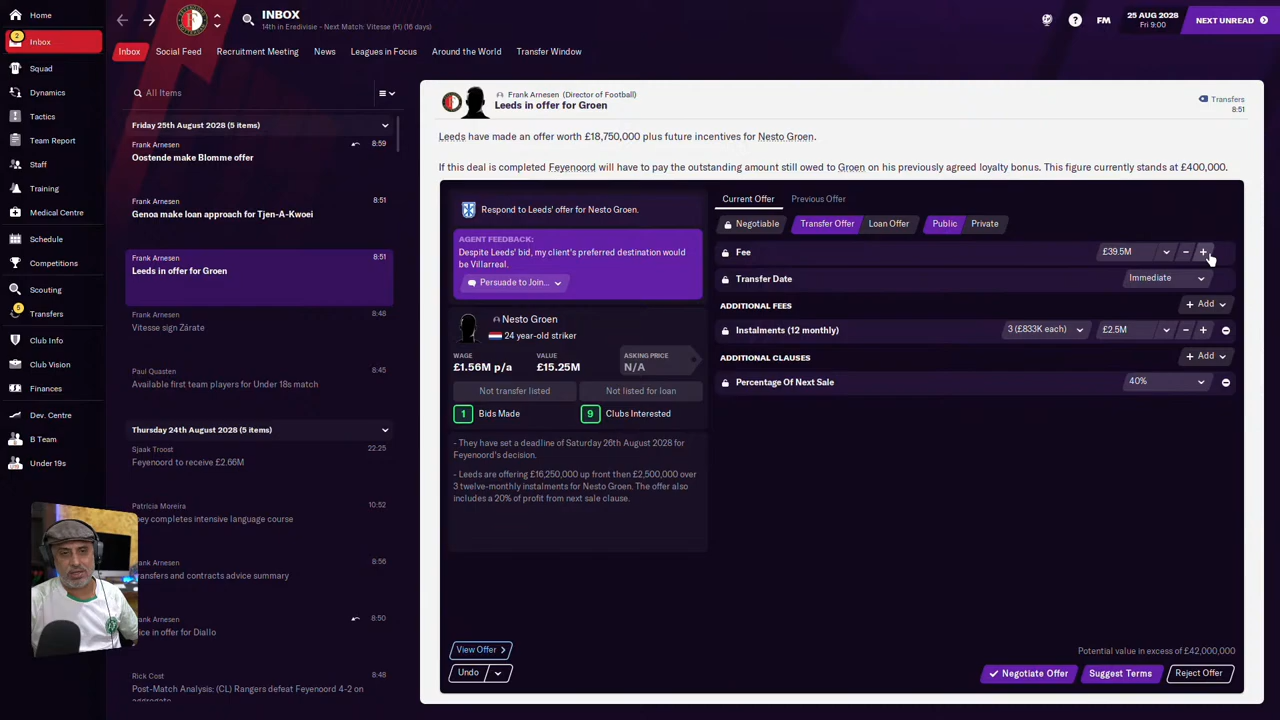 Home
INBOX
14th in Eredivisie - Next Match: Vitesse (H) (16 days)
FM
25 AUG 2028
Fri 9:00
NEXT UNREAD
2
Inbox
Inbox
Social Feed
Recruitment Meeting
News
Leagues in Focus
Around the World
Transfer Window
Squad
Dynamics
Tactics
Team Report
Staff
Training
Medical Centre
Schedule
Competitions
Scouting
5
Transfers
Club Info
Club Vision
Finances
Dev. Centre
B Team
Under 19s
All Items
Friday 25th August 2028 (5 items)
Frank Arnesen
8:59
Oostende make Blomme offer
Frank Arnesen
8:51
Genoa make loan approach for Tjen-A-Kwoei
Frank Arnesen
8:51
Leeds in offer for Groen
Frank Arnesen
8:48
Vitesse sign Zárate
Paul Quasten
8:45
Available first team players for Under 18s match
Thursday 24th August 2028 (5 items)
Sjaak Troost
22:25
Feyenoord to receive £2.66M
Patricia Moreira
10:52
ey completes intensive language course
rank Arnesen
8:56
ransfers and contracts advice summary
rank Arnesen
8:50
ice in offer for Diallo
Rick Cost
8:45
Post-Match Analysis: (CL) Rangers defeat Feyenoord 4-2 on
Frank Arnesen (Director of Football)
Leeds in offer for Groen
Transfers
8:51
Leeds have made an offer worth £18,750,000 plus future incentives for Nesto Groen.
If this deal is completed Feyenoord will have to pay the outstanding amount still owed to Groen on his previously agreed loyalty bonus. This figure currently stands at £400,000.
Respond to Leeds' offer for Nesto Groen.
AGENT FEEDBACK:
Despite Leeds' bid, my client's preferred destination would
be Villarreal.
Persuade to Join...
Nesto Groen
24 year-old striker
WAGE
£1.56M p/a
VALUE
£15.25M
ASKING PRICE
N/A
Not transfer listed
Not listed for loan
1
Bids Made
9
Clubs Interested
- They have set a deadline of Saturday 26th August 2028 for
Feyenoord's decision.
- Leeds are offering £16,250,000 up front then £2,500,000 over
3 twelve-monthly instalments for Nesto Groen. The offer also
includes a 20% of profit from next sale clause.
View Offer
Undo
Current Offer
Previous Offer
Negotiable
Transfer Offer
Loan Offer
Public
Private
Fee
£39.5M
Transfer Date
Immediate
ADDITIONAL FEES
Add
Instalments (12 monthly)
3 (£833K each)
£2.5M
ADDITIONAL CLAUSES
Add
Percentage Of Next Sale
40%
Potential value in excess of £42,000,000
Negotiate Offer
Suggest Terms
Reject Offer